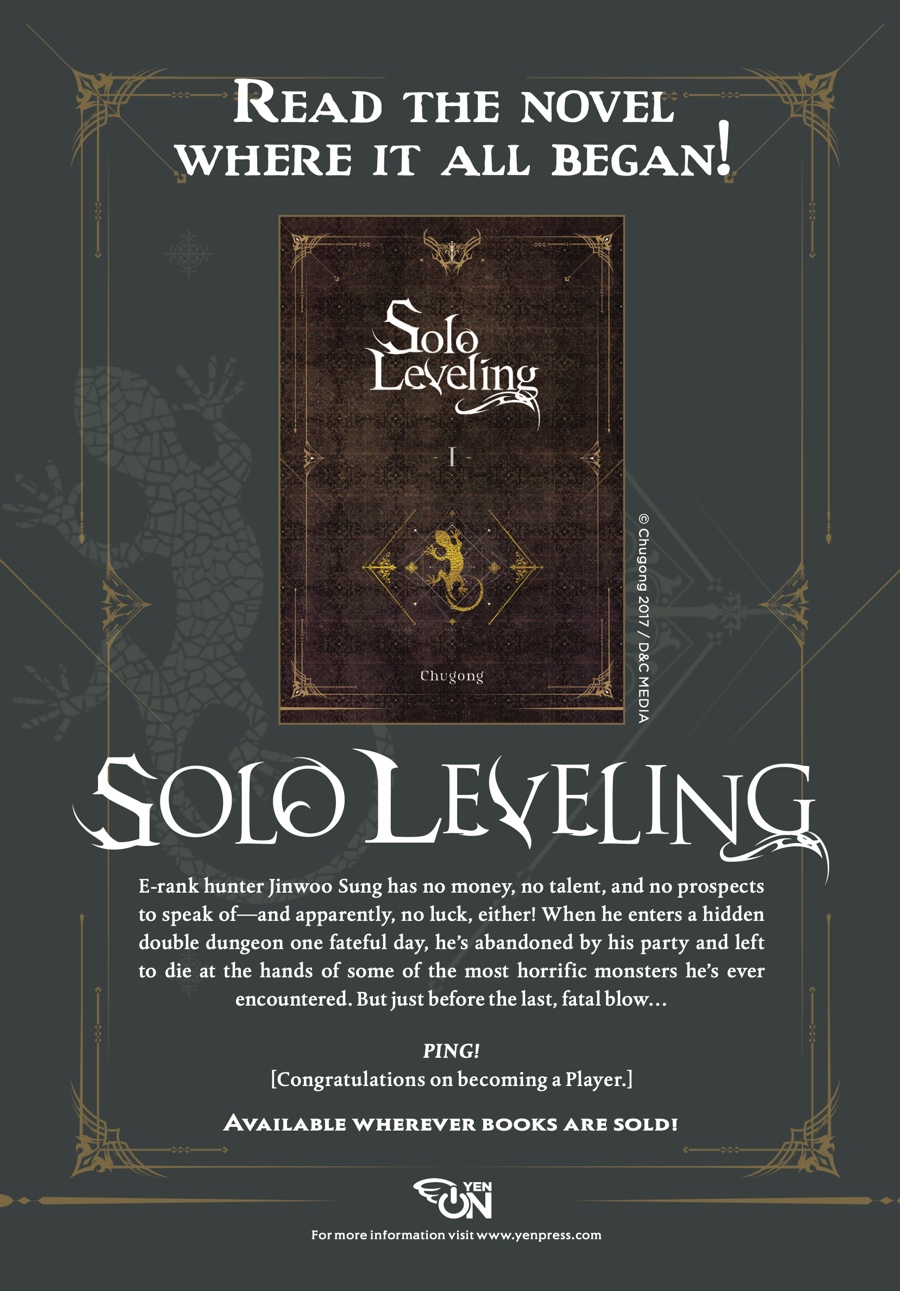 Read the novel
where it all began!
Solo
Leveling
I
Chugong
© Chugong 2017 / D&C MEDIA
Solo Leveling
E-rank hunter Jinwoo Sung has no money, no talent, and no prospects
to speak of—and apparently, no luck, either! When he enters a hidden
double dungeon one fateful day, he's abandoned by his party and left
to die at the hands of some of the most horrific monsters he's ever
encountered. But just before the last, fatal blow...
PING!
[Congratulations on becoming a Player.]
Available wherever books are sold!
YEN
ON
For more information visit www.yenpress.com